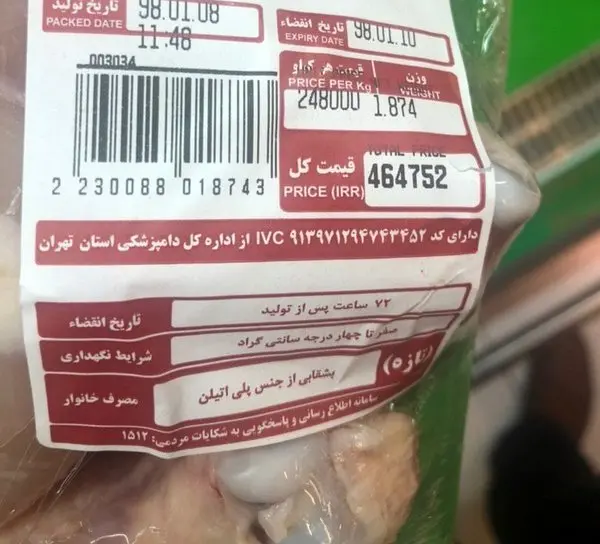 تاریخ تولید 98.01.08
PACKED DATE
11:48
تاریخ انقضاء 98.01.10
EXPIRY DATE
003034
قیمت هر کیلو وزن
PRICE PER Kg WEIGHT
248000 1.874
TOTAL PRICE
قیمت کل 464752
PRICE (IRR)
2 230088 018743
دارای کد IVC ۹۱۳۹۷۱۲۹۴۷۴۳۴۵۲ از اداره کل دامپزشکی استان تهران
تاریخ انقضاء ۷۲ ساعت پس از تولید
شرایط نگهداری صفر تا چهار درجه سانتی گراد
(تازه)
مصرف خانوار بشقابی از جنس پلی اتیلن
سامانه اطلاع رسانی و پاسخگویی به شکایات مردمی: ۱۵۱۲